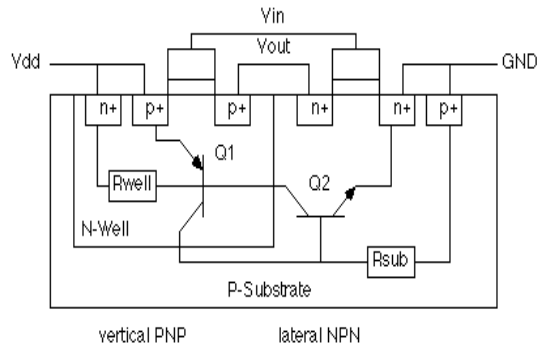 Vin
Vdd
Vout
GND
n+ p+ p+ n+ n+ p+
Q1
Rwell
Q2
N-Well
Rsub
P-Substrate
vertical PNP lateral NPN